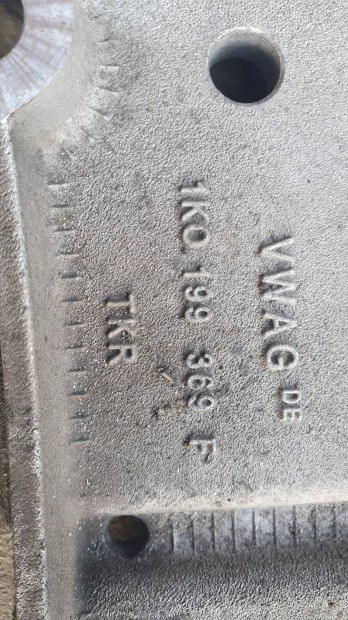 VWAG DE
1K0 199 369 F
TKR